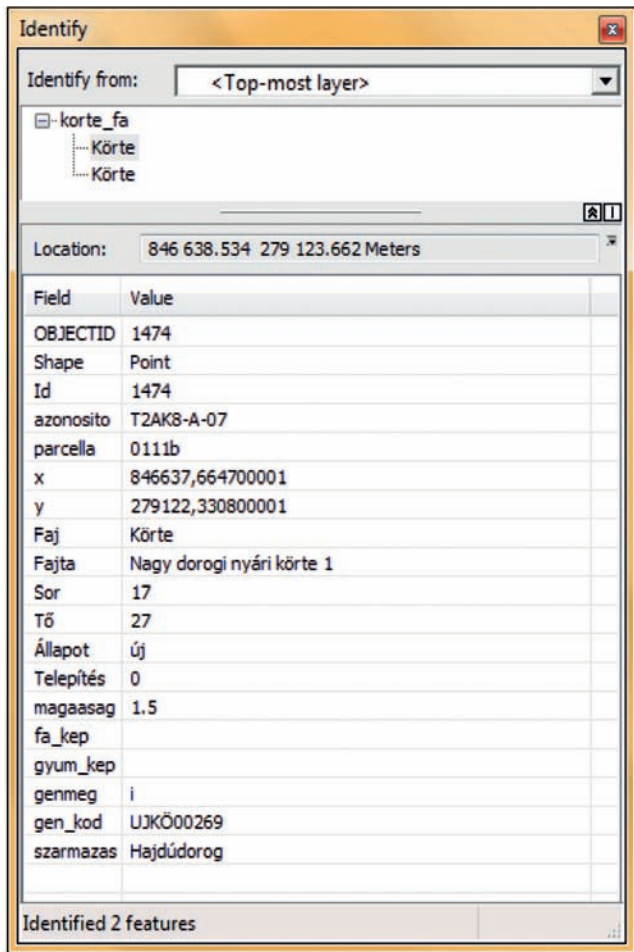 Identify
Identify from: <Top-most layer>
korte_fa
Körte
Körte
Location: 846 638.534 279 123.662 Meters
Field Value
OBJECTID 1474
Shape Point
Id 1474
azonosito T2AK8-A-07
parcella 0111b
x 846637,664700001
y 279122,330800001
Faj Körte
Fajta Nagy dorogi nyári körte 1
Sor 17
Tő 27
Állapot új
Telepítés 0
magaasag 1.5
fa_kep
gyum_kep
genmeg i
gen_kod UJKÖ00269
szarmazas Hajdúdorog
Identified 2 features